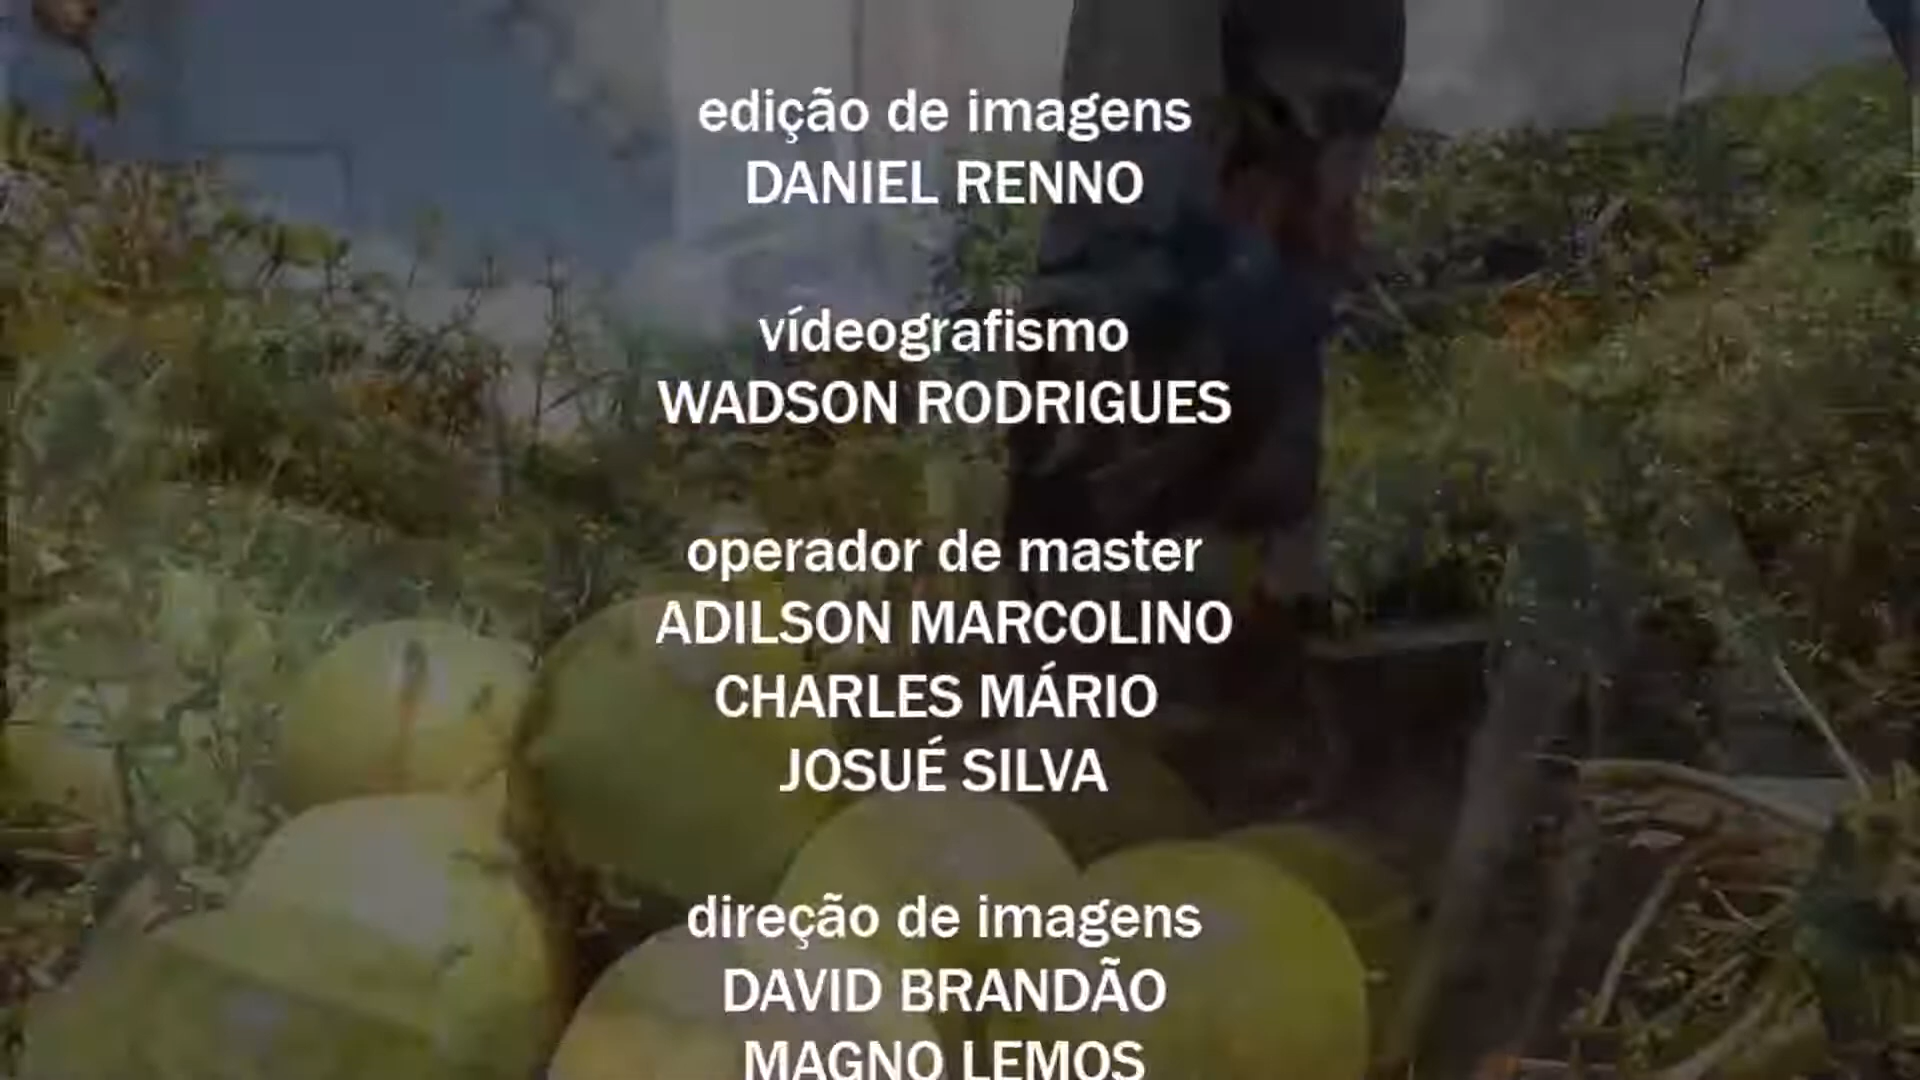 edição de imagens
DANIEL RENNO
vídeografismo
WADSON RODRIGUES
operador de master
ADILSON MARCOLINO
CHARLES MÁRIO
JOSUÉ SILVA
direção de imagens
DAVID BRANDÃO
MAGNO LEMOS